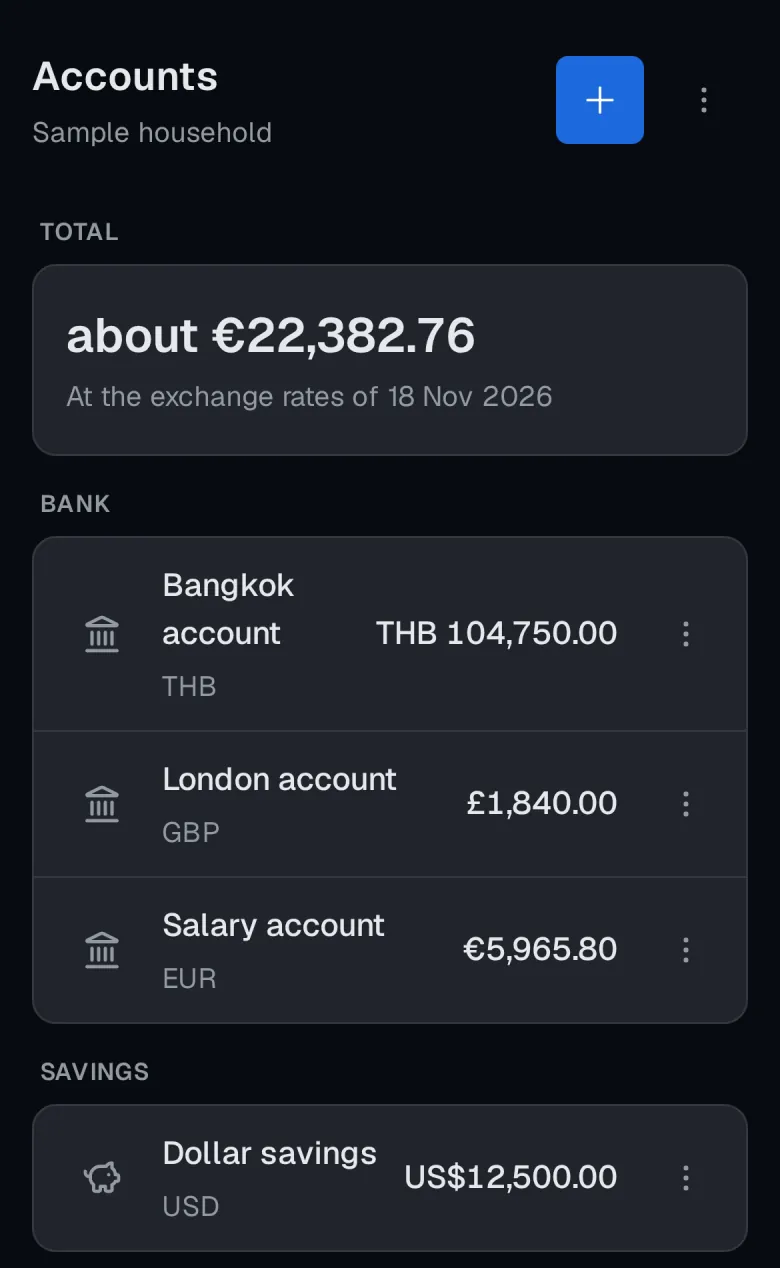 Accounts
Sample household
TOTAL
about €22,382.76
At the exchange rates of 18 Nov 2026
BANK
Bangkok
account
THB 104,750.00
THB
London account
£1,840.00
GBP
Salary account
€5,965.80
EUR
SAVINGS
Dollar savings
US$12,500.00
USD